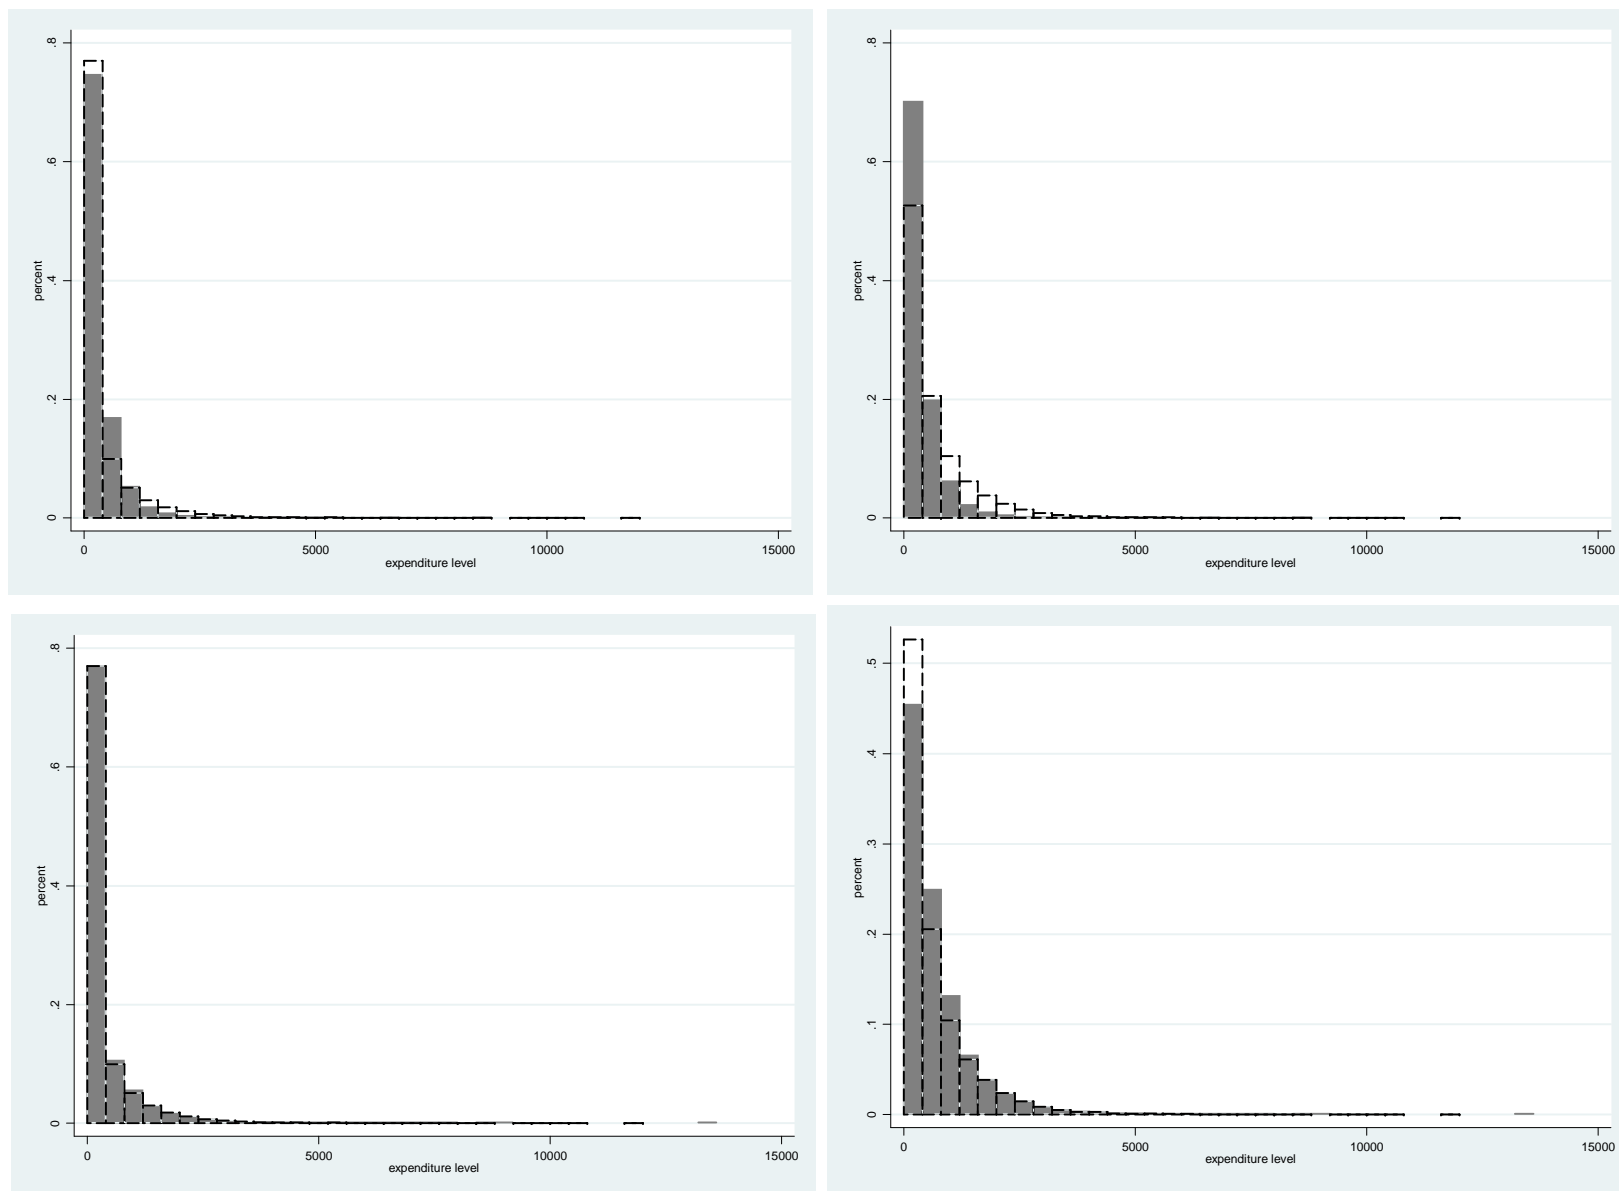 .8
.6
.4
.2
0
percent
0 5000 10000 15000
expenditure level
.8
.6
.4
.2
0
percent
0 5000 10000 15000
expenditure level
.8
.6
.4
.2
0
percent
0 5000 10000 15000
expenditure level
.5
.4
.3
.2
.1
0
percent
0 5000 10000 15000
expenditure level